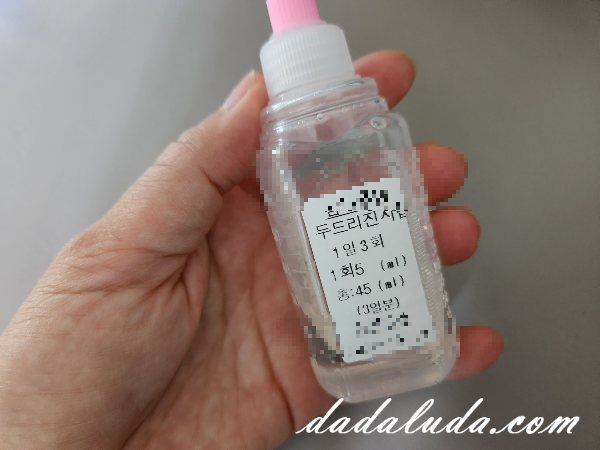 두드리진시럽
1일3회
1회5 (㎖)
총:45 (㎖)
(3일분)
dadaluda.com